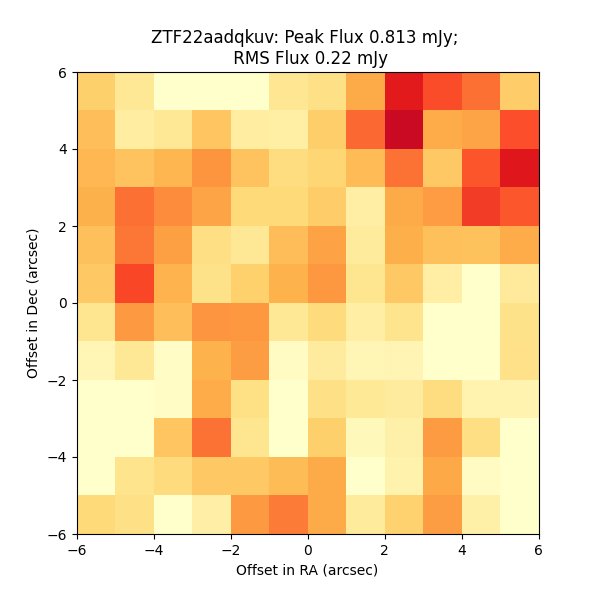 ZTF22aadqkuv: Peak Flux 0.813 mJy;
RMS Flux 0.22 mJy
6
4
2
0
−2
−4
−6
Offset in Dec (arcsec)
−6 −4 −2 0 2 4 6
Offset in RA (arcsec)